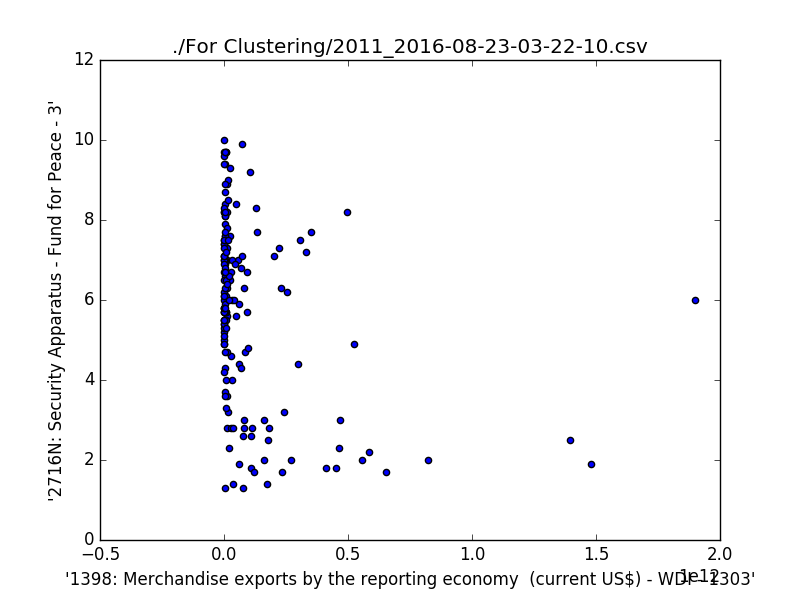 ./For Clustering/2011_2016-08-23-03-22-10.csv
'2716N: Security Apparatus - Fund for Peace - 3'
12
10
8
6
4
2
0
−0.5 0.0 0.5 1.0 1.5 2.0
1e12
'1398: Merchandise exports by the reporting economy (current US$) - WDI - 1303'